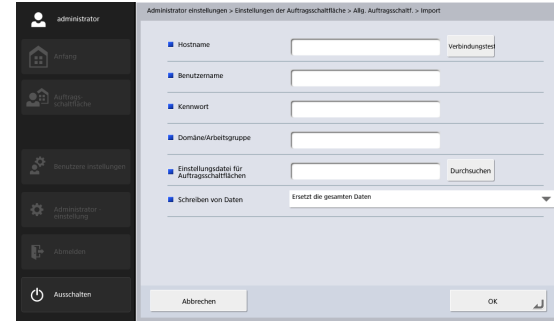 administrator
Administrator einstellungen > Einstellungen der Auftragsschaltfläche > Allg. Auftragsschaltf. > Import
Anfang
Auftrags-
schaltfläche
Benutzers instellungen
Administrator-
einstellung
Abmelden
Ausschalten
Hostname
Verbindungstest
Benutzername
Kennwort
Domäne/Arbeitsgruppe
Einstellungsdatei für
Auftragsschaltflächen
Durchsuchen
Schreiben von Daten
Ersetzt die gesamten Daten
Abbrechen
OK